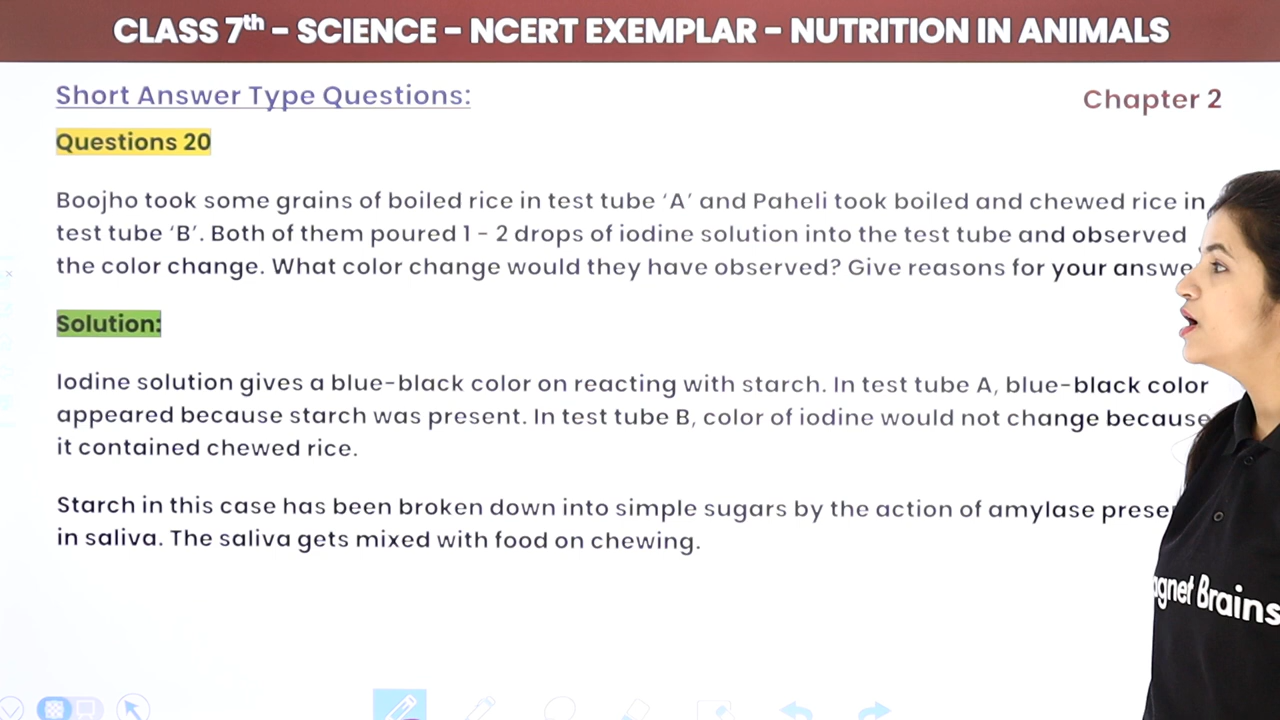 CLASS 7th – SCIENCE – NCERT EXEMPLAR – NUTRITION IN ANIMALS
Short Answer Type Questions:
Chapter 2
Questions 20
Boojho took some grains of boiled rice in test tube ‘A’ and Paheli took boiled and chewed rice in
test tube ‘B’. Both of them poured 1 – 2 drops of iodine solution into the test tube and observed
the color change. What color change would they have observed? Give reasons for your
Solution:
Iodine solution gives a blue-black color on reacting with starch. In test tube A, blue-black color
appeared because starch was present. In test tube B, color of iodine would not change because
it contained chewed rice.
Starch in this case has been broken down into simple sugars by the action of amylase
in saliva. The saliva gets mixed with food on chewing.
Brains